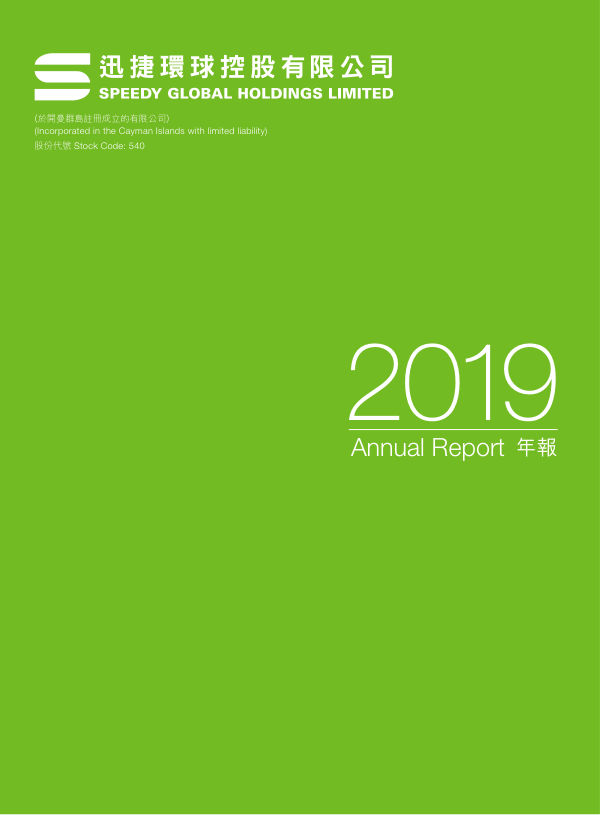 迅捷環球控股有限公司
SPEEDY GLOBAL HOLDINGS LIMITED
(於開曼群島註冊成立的有限公司)
(Incorporated in the Cayman Islands with limited liability)
股份代號 Stock Code: 540
2019
Annual Report 年報